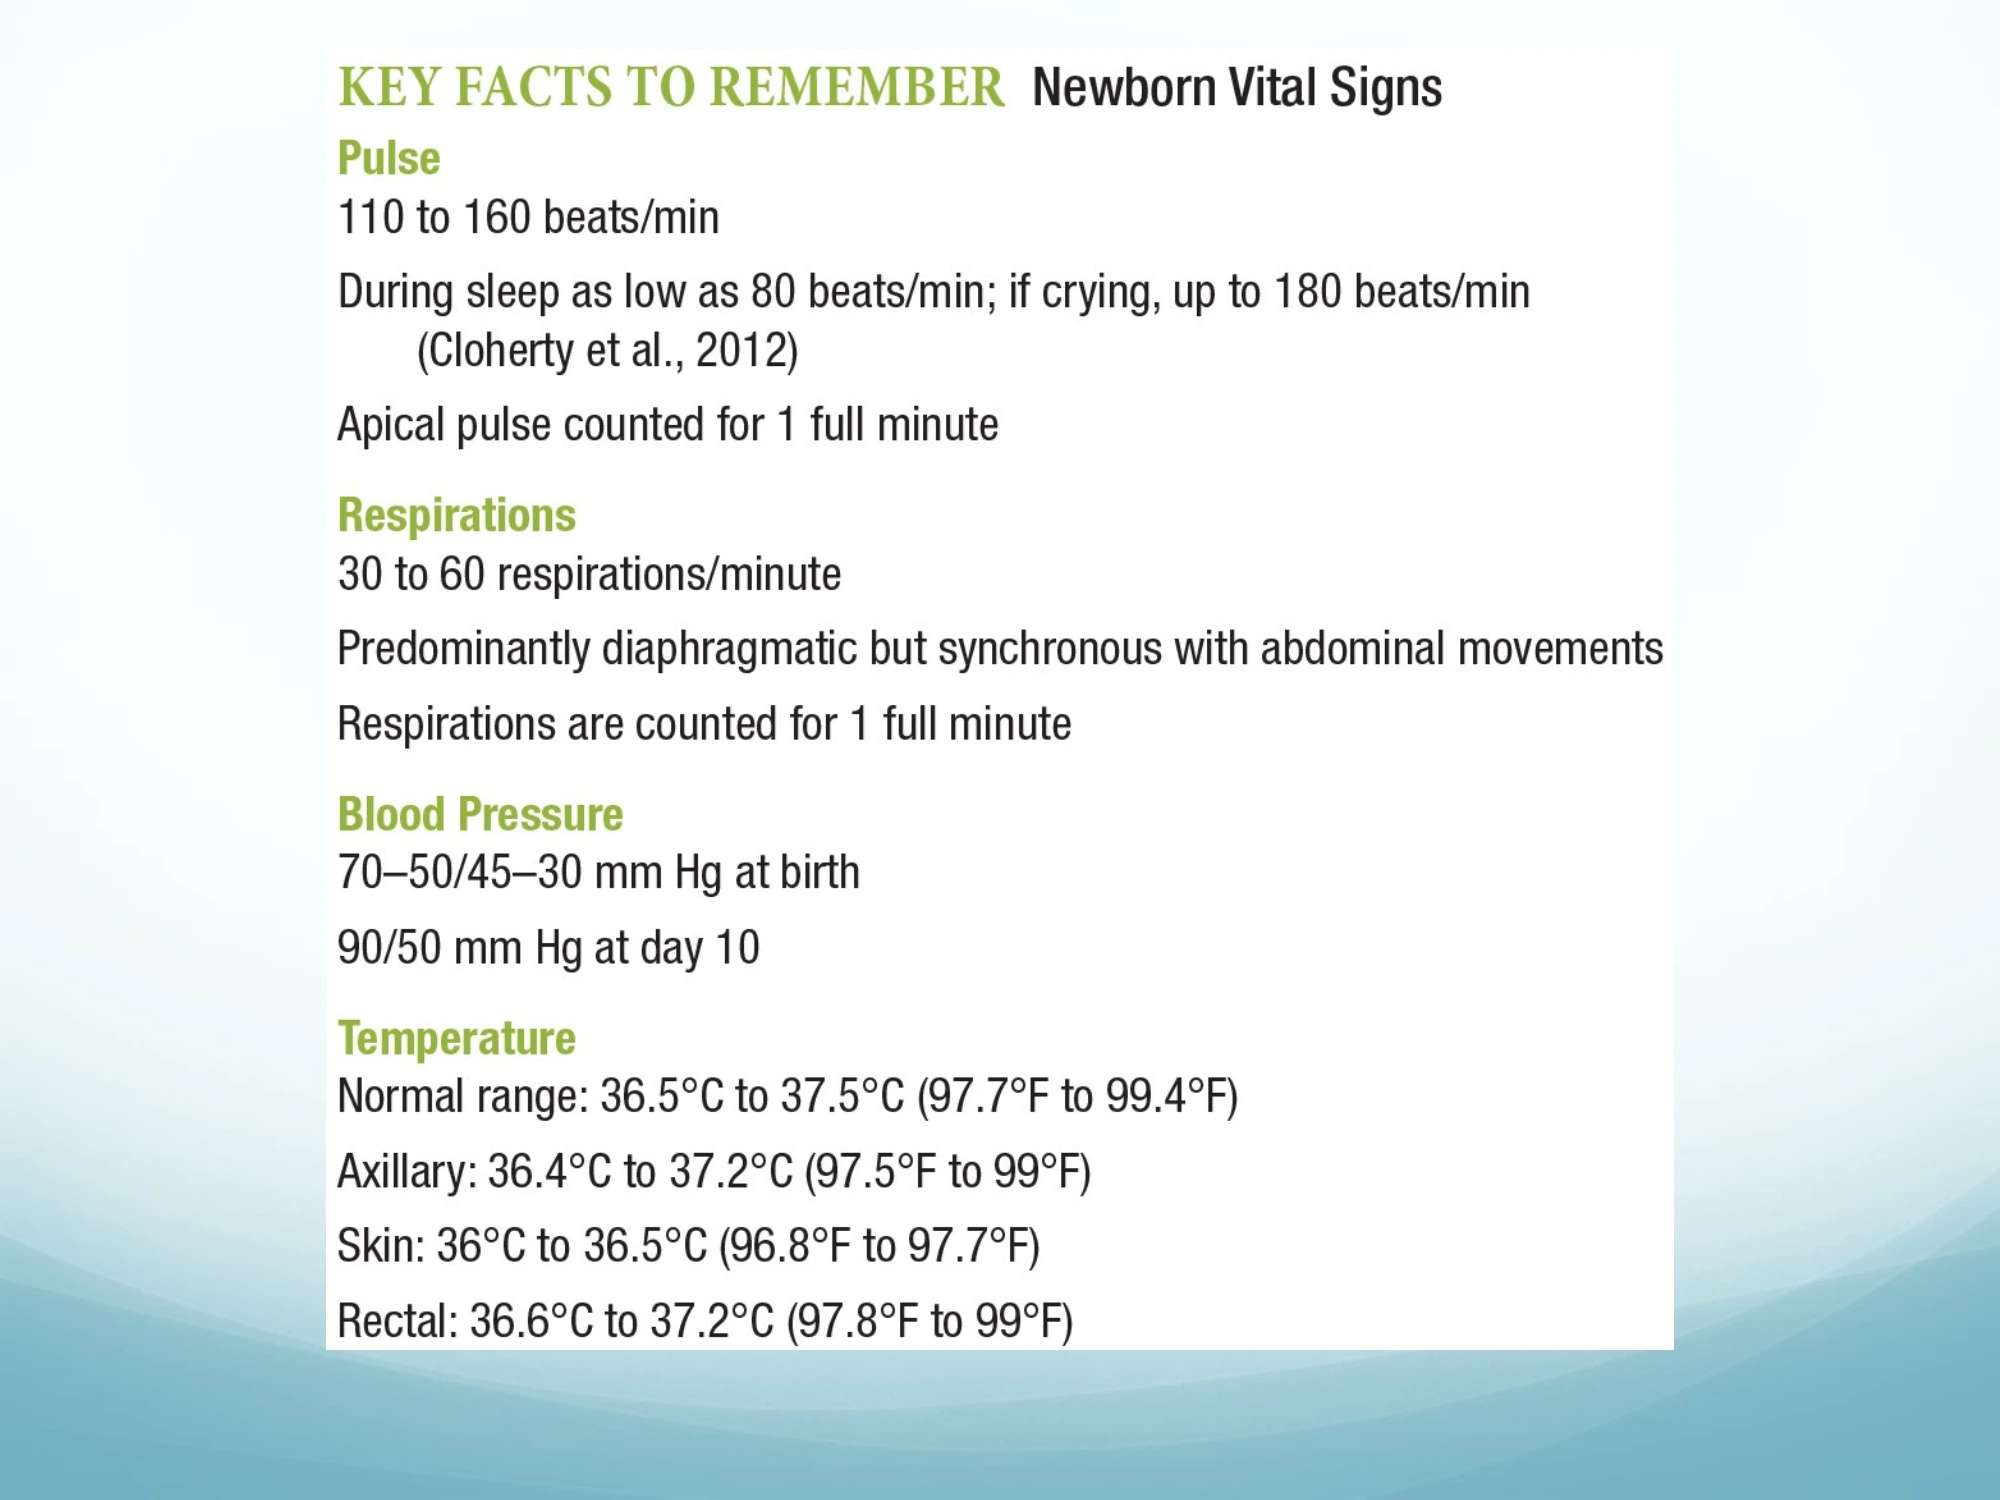 KEY FACTS TO REMEMBER Newborn Vital Signs
Pulse
110 to 160 beats/min
During sleep as low as 80 beats/min; if crying, up to 180 beats/min
(Cloherty et al., 2012)
Apical pulse counted for 1 full minute
Respirations
30 to 60 respirations/minute
Predominantly diaphragmatic but synchronous with abdominal movements
Respirations are counted for 1 full minute
Blood Pressure
70–50/45–30 mm Hg at birth
90/50 mm Hg at day 10
Temperature
Normal range: 36.5°C to 37.5°C (97.7°F to 99.4°F)
Axillary: 36.4°C to 37.2°C (97.5°F to 99°F)
Skin: 36°C to 36.5°C (96.8°F to 97.7°F)
Rectal: 36.6°C to 37.2°C (97.8°F to 99°F)